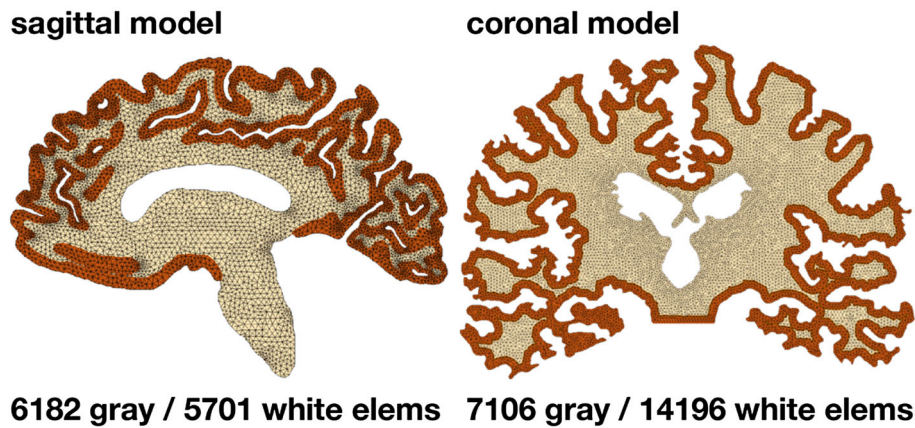 sagittal model
coronal model
6182 gray / 5701 white elems
7106 gray / 14196 white elems